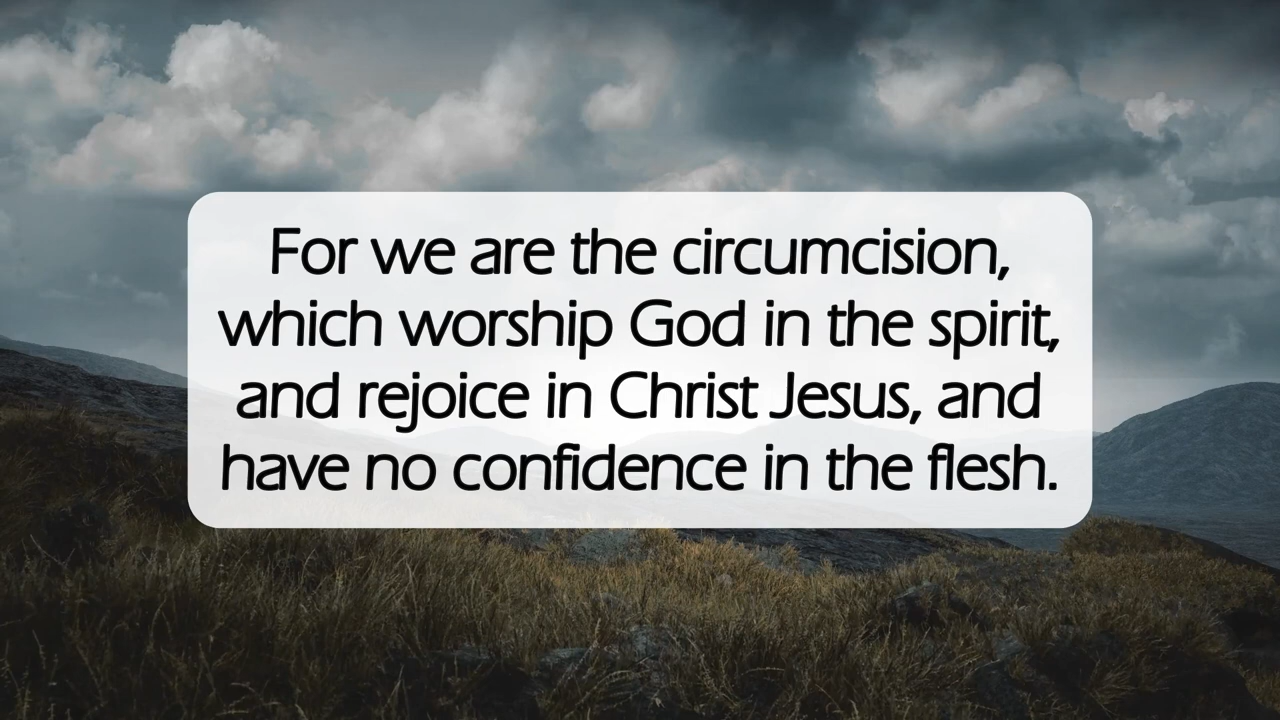 For we are the circumcision,
which worship God in the spirit,
and rejoice in Christ Jesus, and
have no confidence in the flesh.